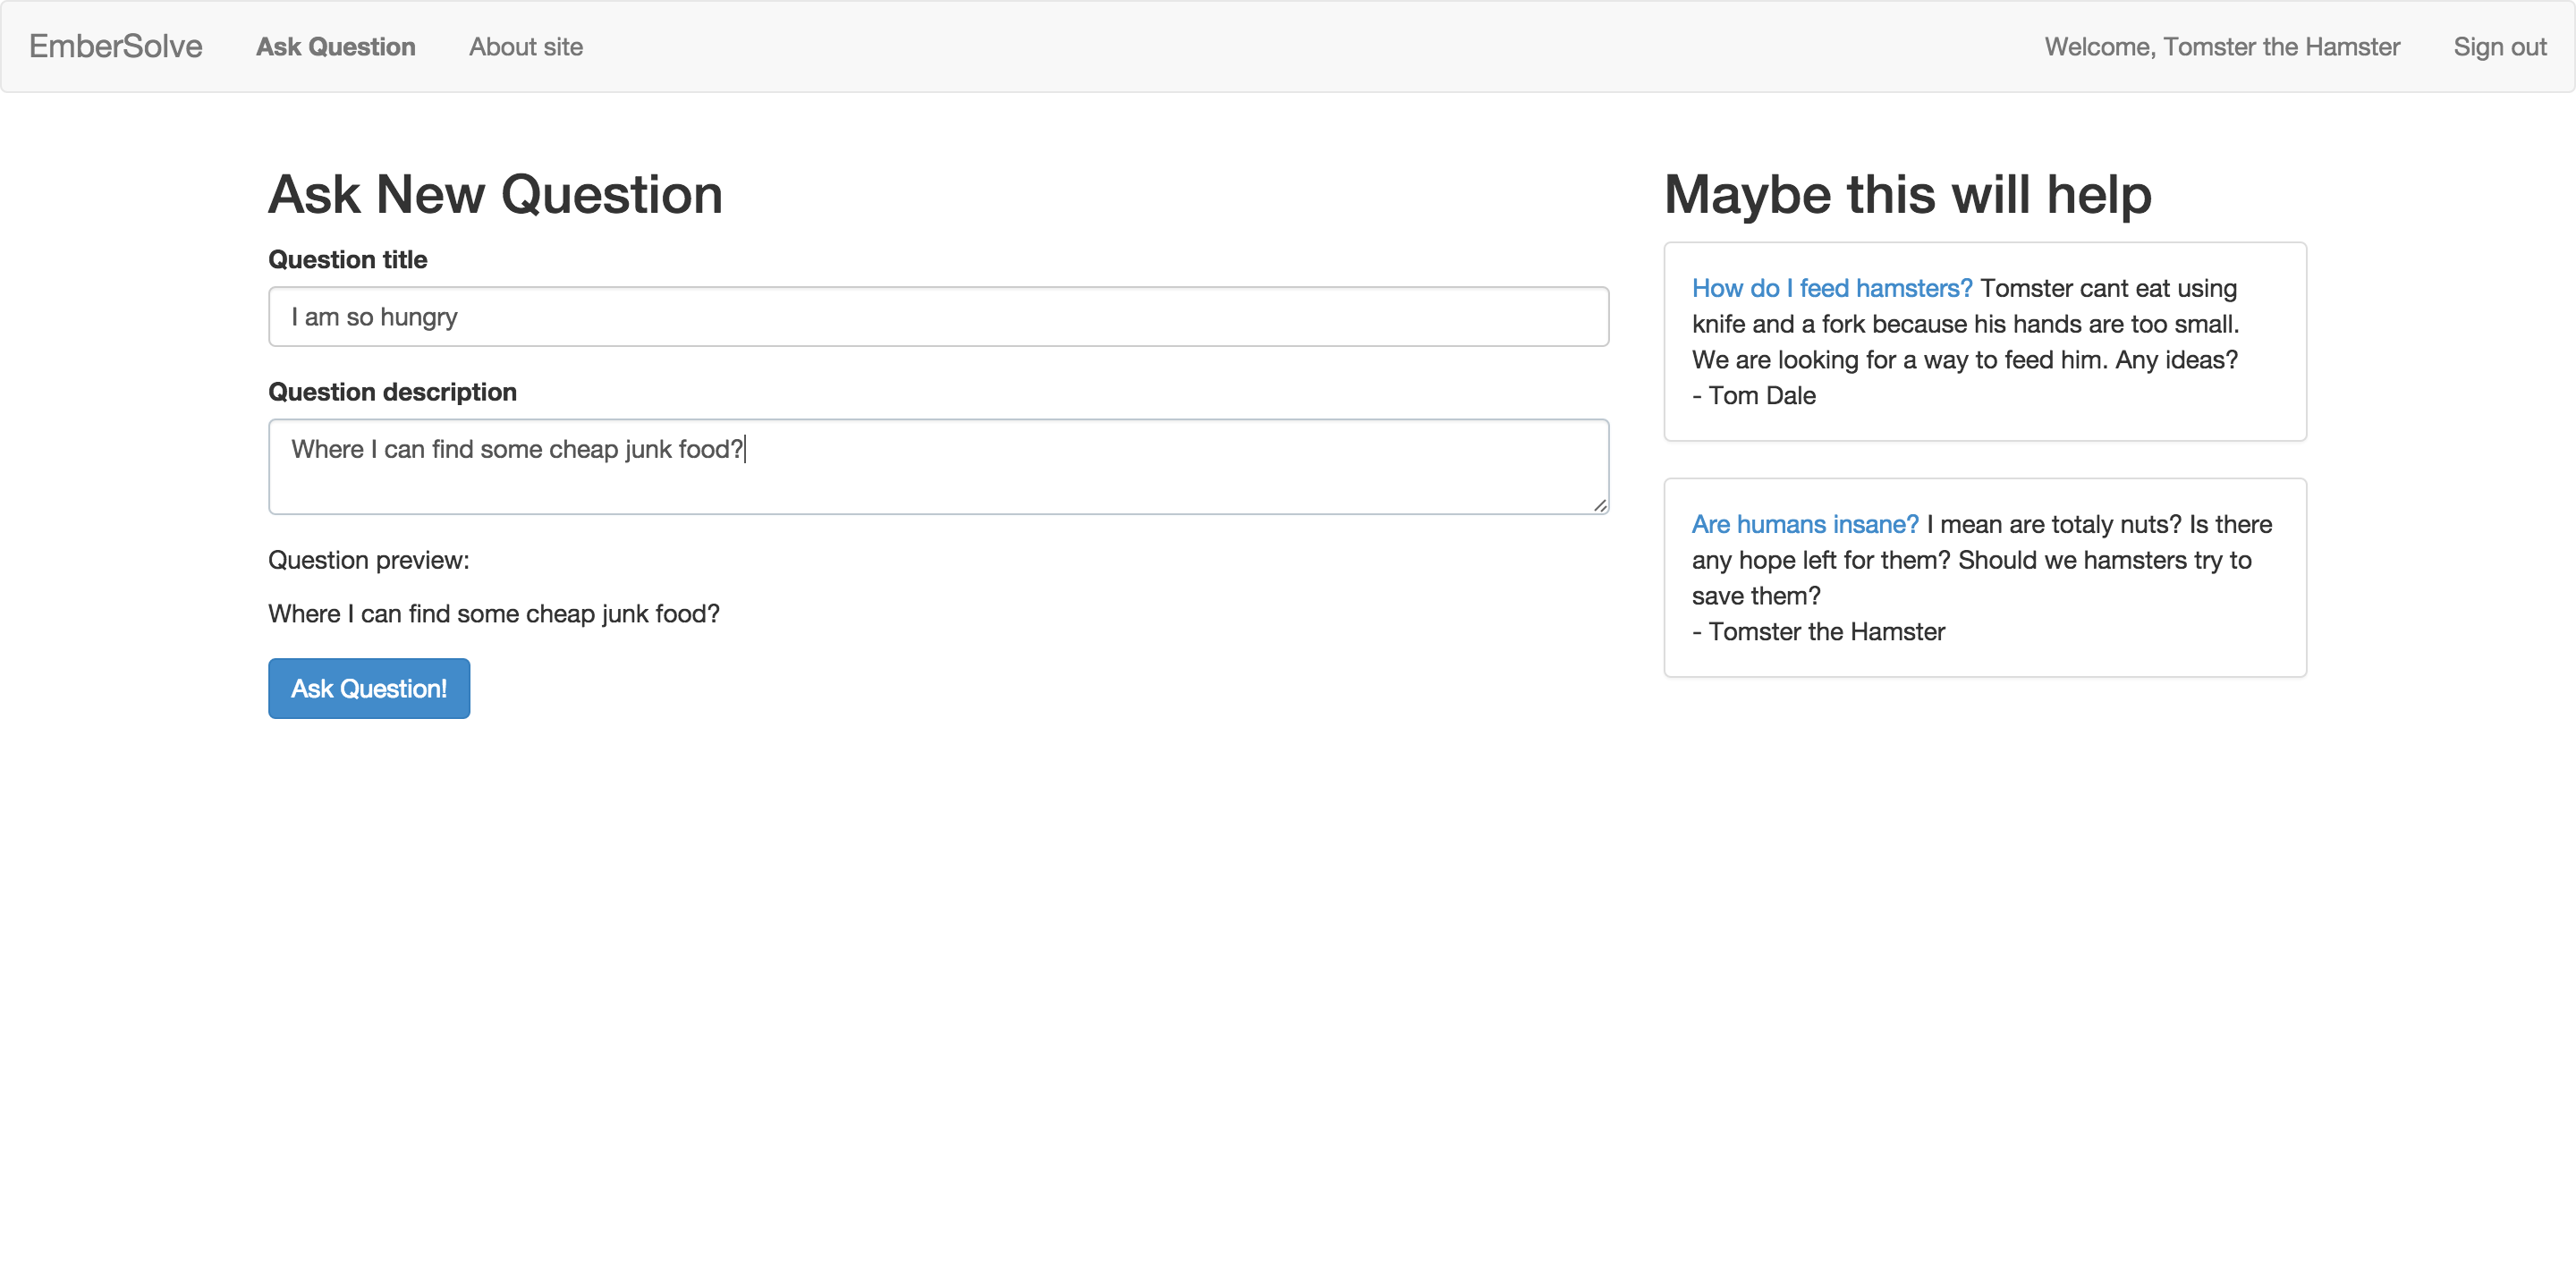 EmberSolve Ask Question About site Welcome, Tomster the Hamster Sign out
Ask New Question
Question title
I am so hungry
Question description
Where I can find some cheap junk food?
Question preview:
Where I can find some cheap junk food?
Ask Question!
Maybe this will help
How do I feed hamsters? Tomster cant eat using
knife and a fork because his hands are too small.
We are looking for a way to feed him. Any ideas?
- Tom Dale
Are humans insane? I mean are totaly nuts? Is there
any hope left for them? Should we hamsters try to
save them?
- Tomster the Hamster